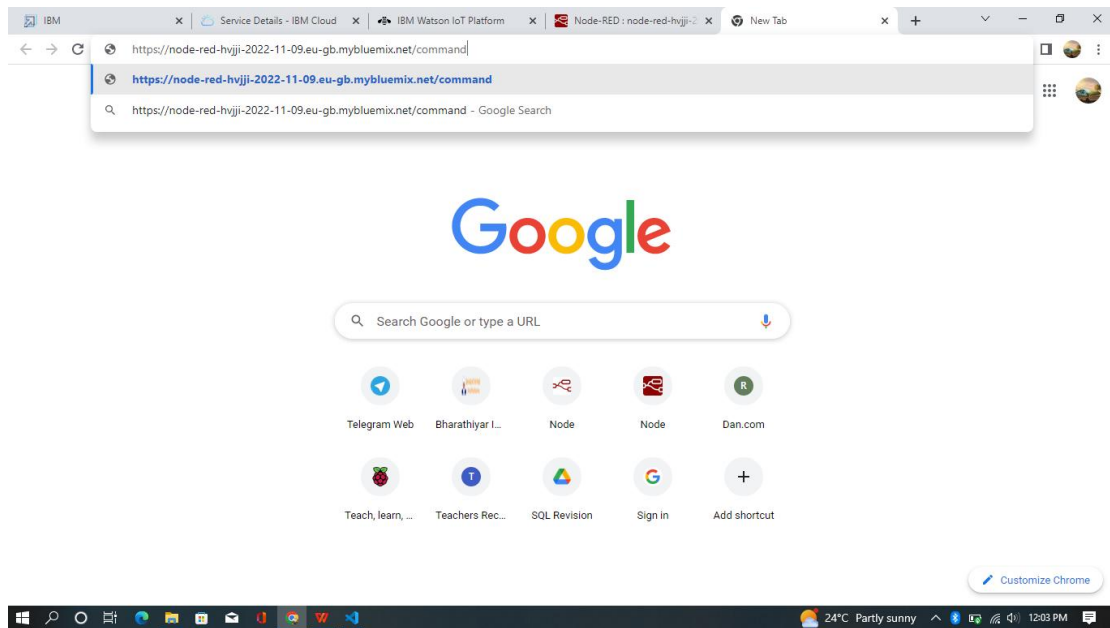 IBM
Service Details - IBM Cloud
IBM Watson IoT Platform
Node-RED : node-red-hvjji-2
New Tab
https://node-red-hvjji-2022-11-09.eu-gb.mybluemix.net/command
https://node-red-hvjji-2022-11-09.eu-gb.mybluemix.net/command
https://node-red-hvjji-2022-11-09.eu-gb.mybluemix.net/command - Google Search
Google
Search Google or type a URL
R
Telegram Web Bharathiyar I... Node Node Dan.com
T G
Teach, learn, ... Teachers Rec... SQL Revision Sign in Add shortcut
Customize Chrome
24°C Partly sunny 12:03 PM